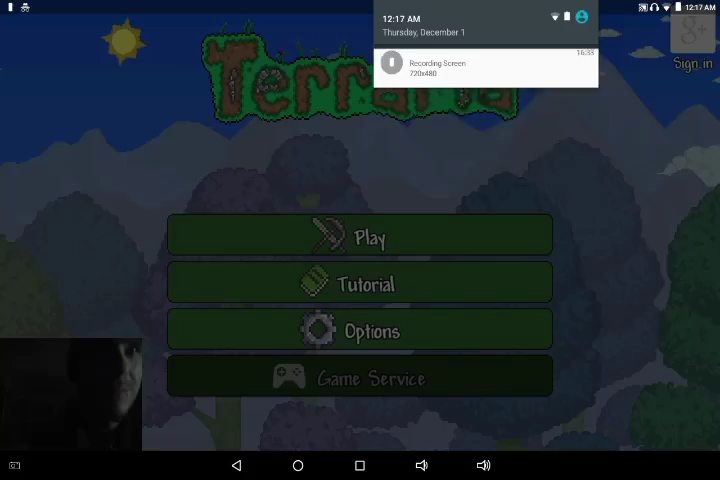 12:17 AM
12:17 AM
Thursday, December 1
16:33
Recording Screen
720x480
g+
Sign in
Terraria
Play
Tutorial
Options
Game Service